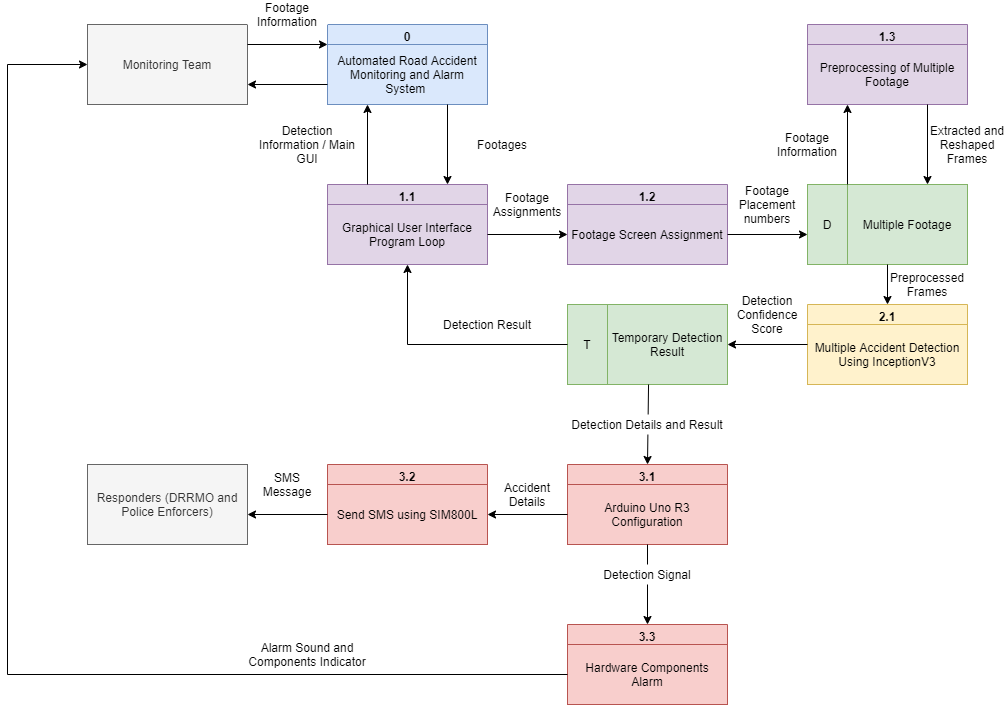 Footage
Information
Monitoring Team
0
Automated Road Accident
Monitoring and Alarm
System
1.3
Preprocessing of Multiple
Footage
Detection
Information / Main
GUI
Footages
Footage
Information
Extracted and
Reshaped
Frames
1.1
Graphical User Interface
Program Loop
Footage
Assignments
1.2
Footage Screen Assignment
Footage
Placement
numbers
D
Multiple Footage
Preprocessed
Frames
Detection Result
T
Temporary Detection
Result
Detection
Confidence
Score
2.1
Multiple Accident Detection
Using InceptionV3
Detection Details and Result
Responders (DRRMO and
Police Enforcers)
SMS
Message
3.2
Send SMS using SIM800L
Accident
Details
3.1
Arduino Uno R3
Configuration
Detection Signal
3.3
Hardware Components
Alarm
Alarm Sound and
Components Indicator